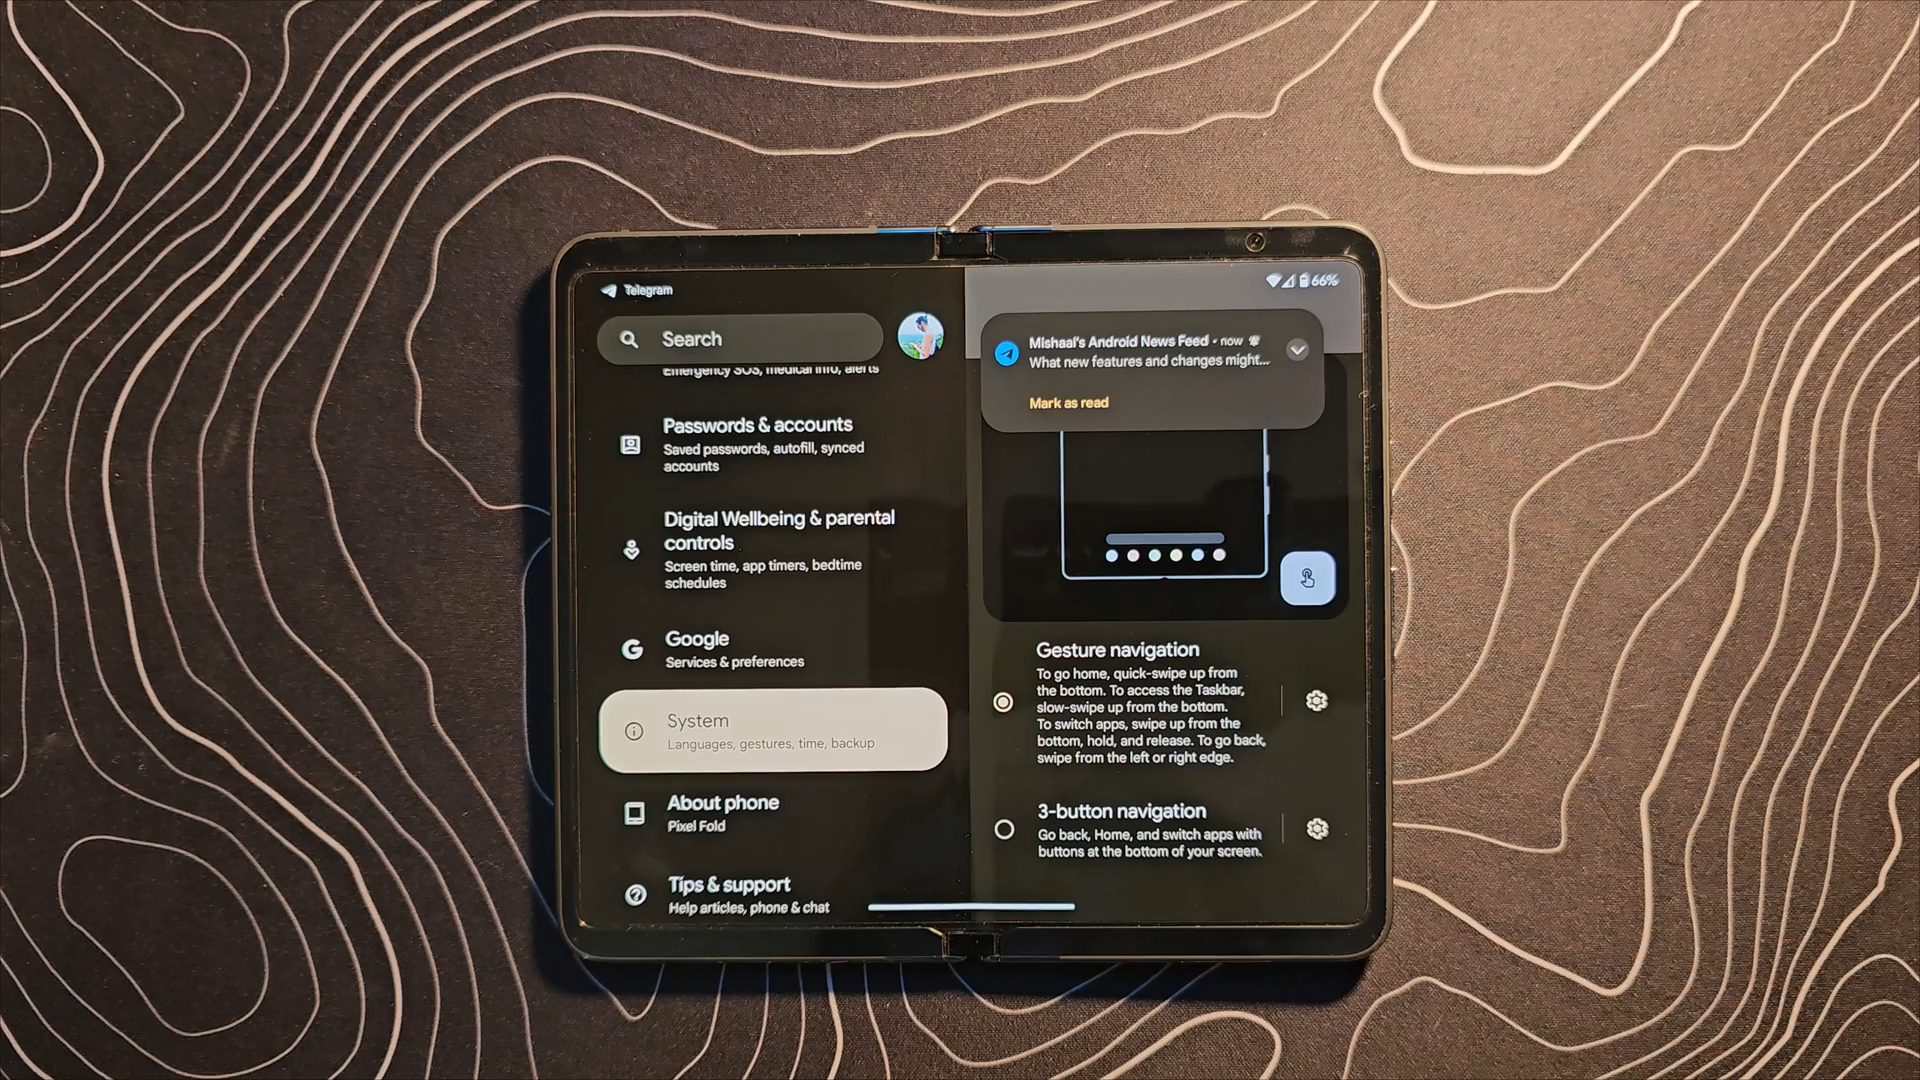 Telegram
66%
Search
Emergency SOS, medical info, alerts
Passwords & accounts
Saved passwords, autofill, synced
accounts
Digital Wellbeing & parental
controls
Screen time, app timers, bedtime
schedules
Google
Services & preferences
System
Languages, gestures, time, backup
About phone
Pixel Fold
Tips & support
Help articles, phone & chat
Mishaal's Android News Feed • now
What new features and changes might...
Mark as read
Gesture navigation
To go home, quick-swipe up from
the bottom. To access the Taskbar,
slow-swipe up from the bottom.
To switch apps, swipe up from the
bottom, hold, and release. To go back,
swipe from the left or right edge.
3-button navigation
Go back, Home, and switch apps with
buttons at the bottom of your screen.